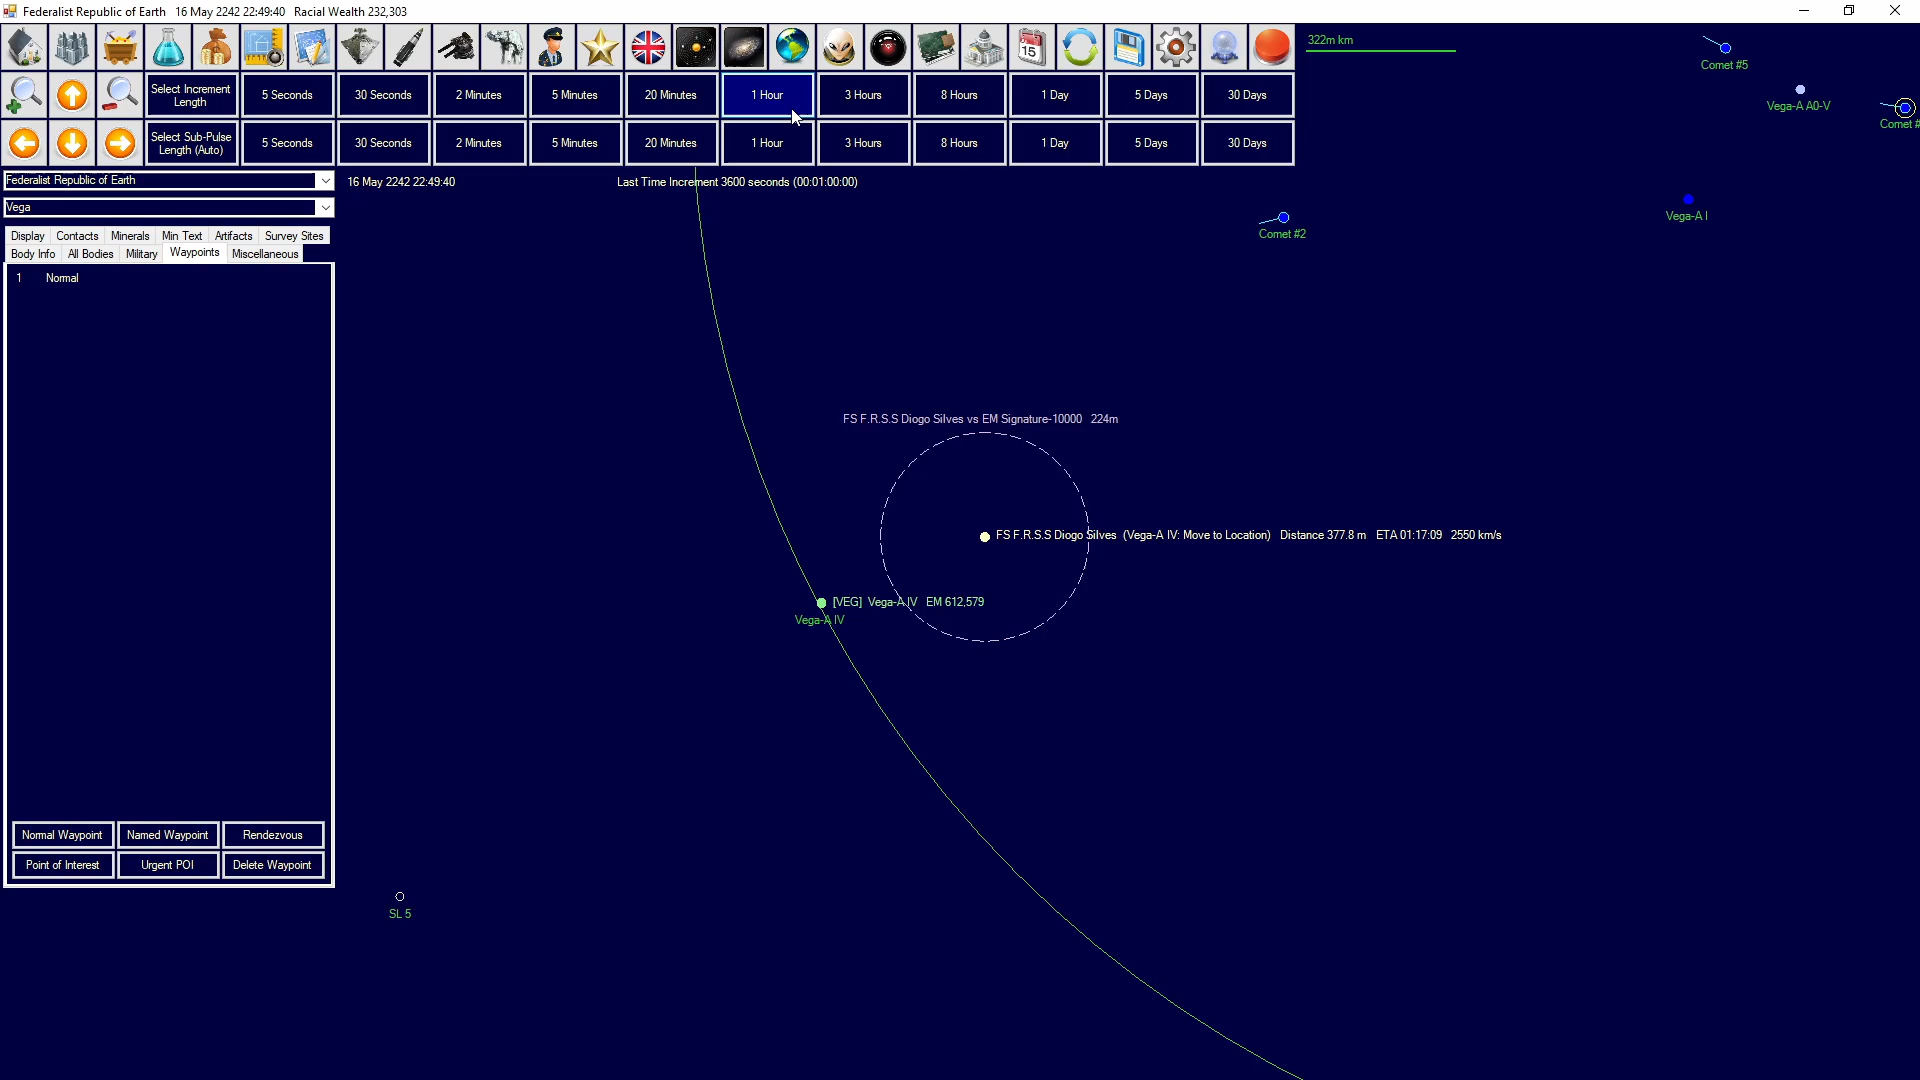 Federalist Republic of Earth 16 May 2242 22:49:40 Racial Wealth 232,303
15
322m km
Comet #5
Vega-A A0-V
Comet #
Select Increment Length
5 Seconds
30 Seconds
2 Minutes
5 Minutes
20 Minutes
1 Hour
3 Hours
8 Hours
1 Day
5 Days
30 Days
Select Sub-Pulse Length (Auto)
5 Seconds
30 Seconds
2 Minutes
5 Minutes
20 Minutes
1 Hour
3 Hours
8 Hours
1 Day
5 Days
30 Days
Federalist Republic of Earth
16 May 2242 22:49:40
Last Time Increment 3600 seconds (00:01:00:00)
Vega
Vega-A I
Comet #2
Display Contacts Minerals Min Text Artifacts Survey Sites
Body Info All Bodies Military Waypoints Miscellaneous
1 Normal
FS F.R.S.S Diogo Silves vs EM Signature-10000 224m
FS F.R.S.S Diogo Silves (Vega-A IV: Move to Location) Distance 377.8 m ETA 01:17:09 2550 km/s
[VEG] Vega-A IV EM 612,579
Vega-A IV
Normal Waypoint
Named Waypoint
Rendezvous
Point of Interest
Urgent POI
Delete Waypoint
SL 5